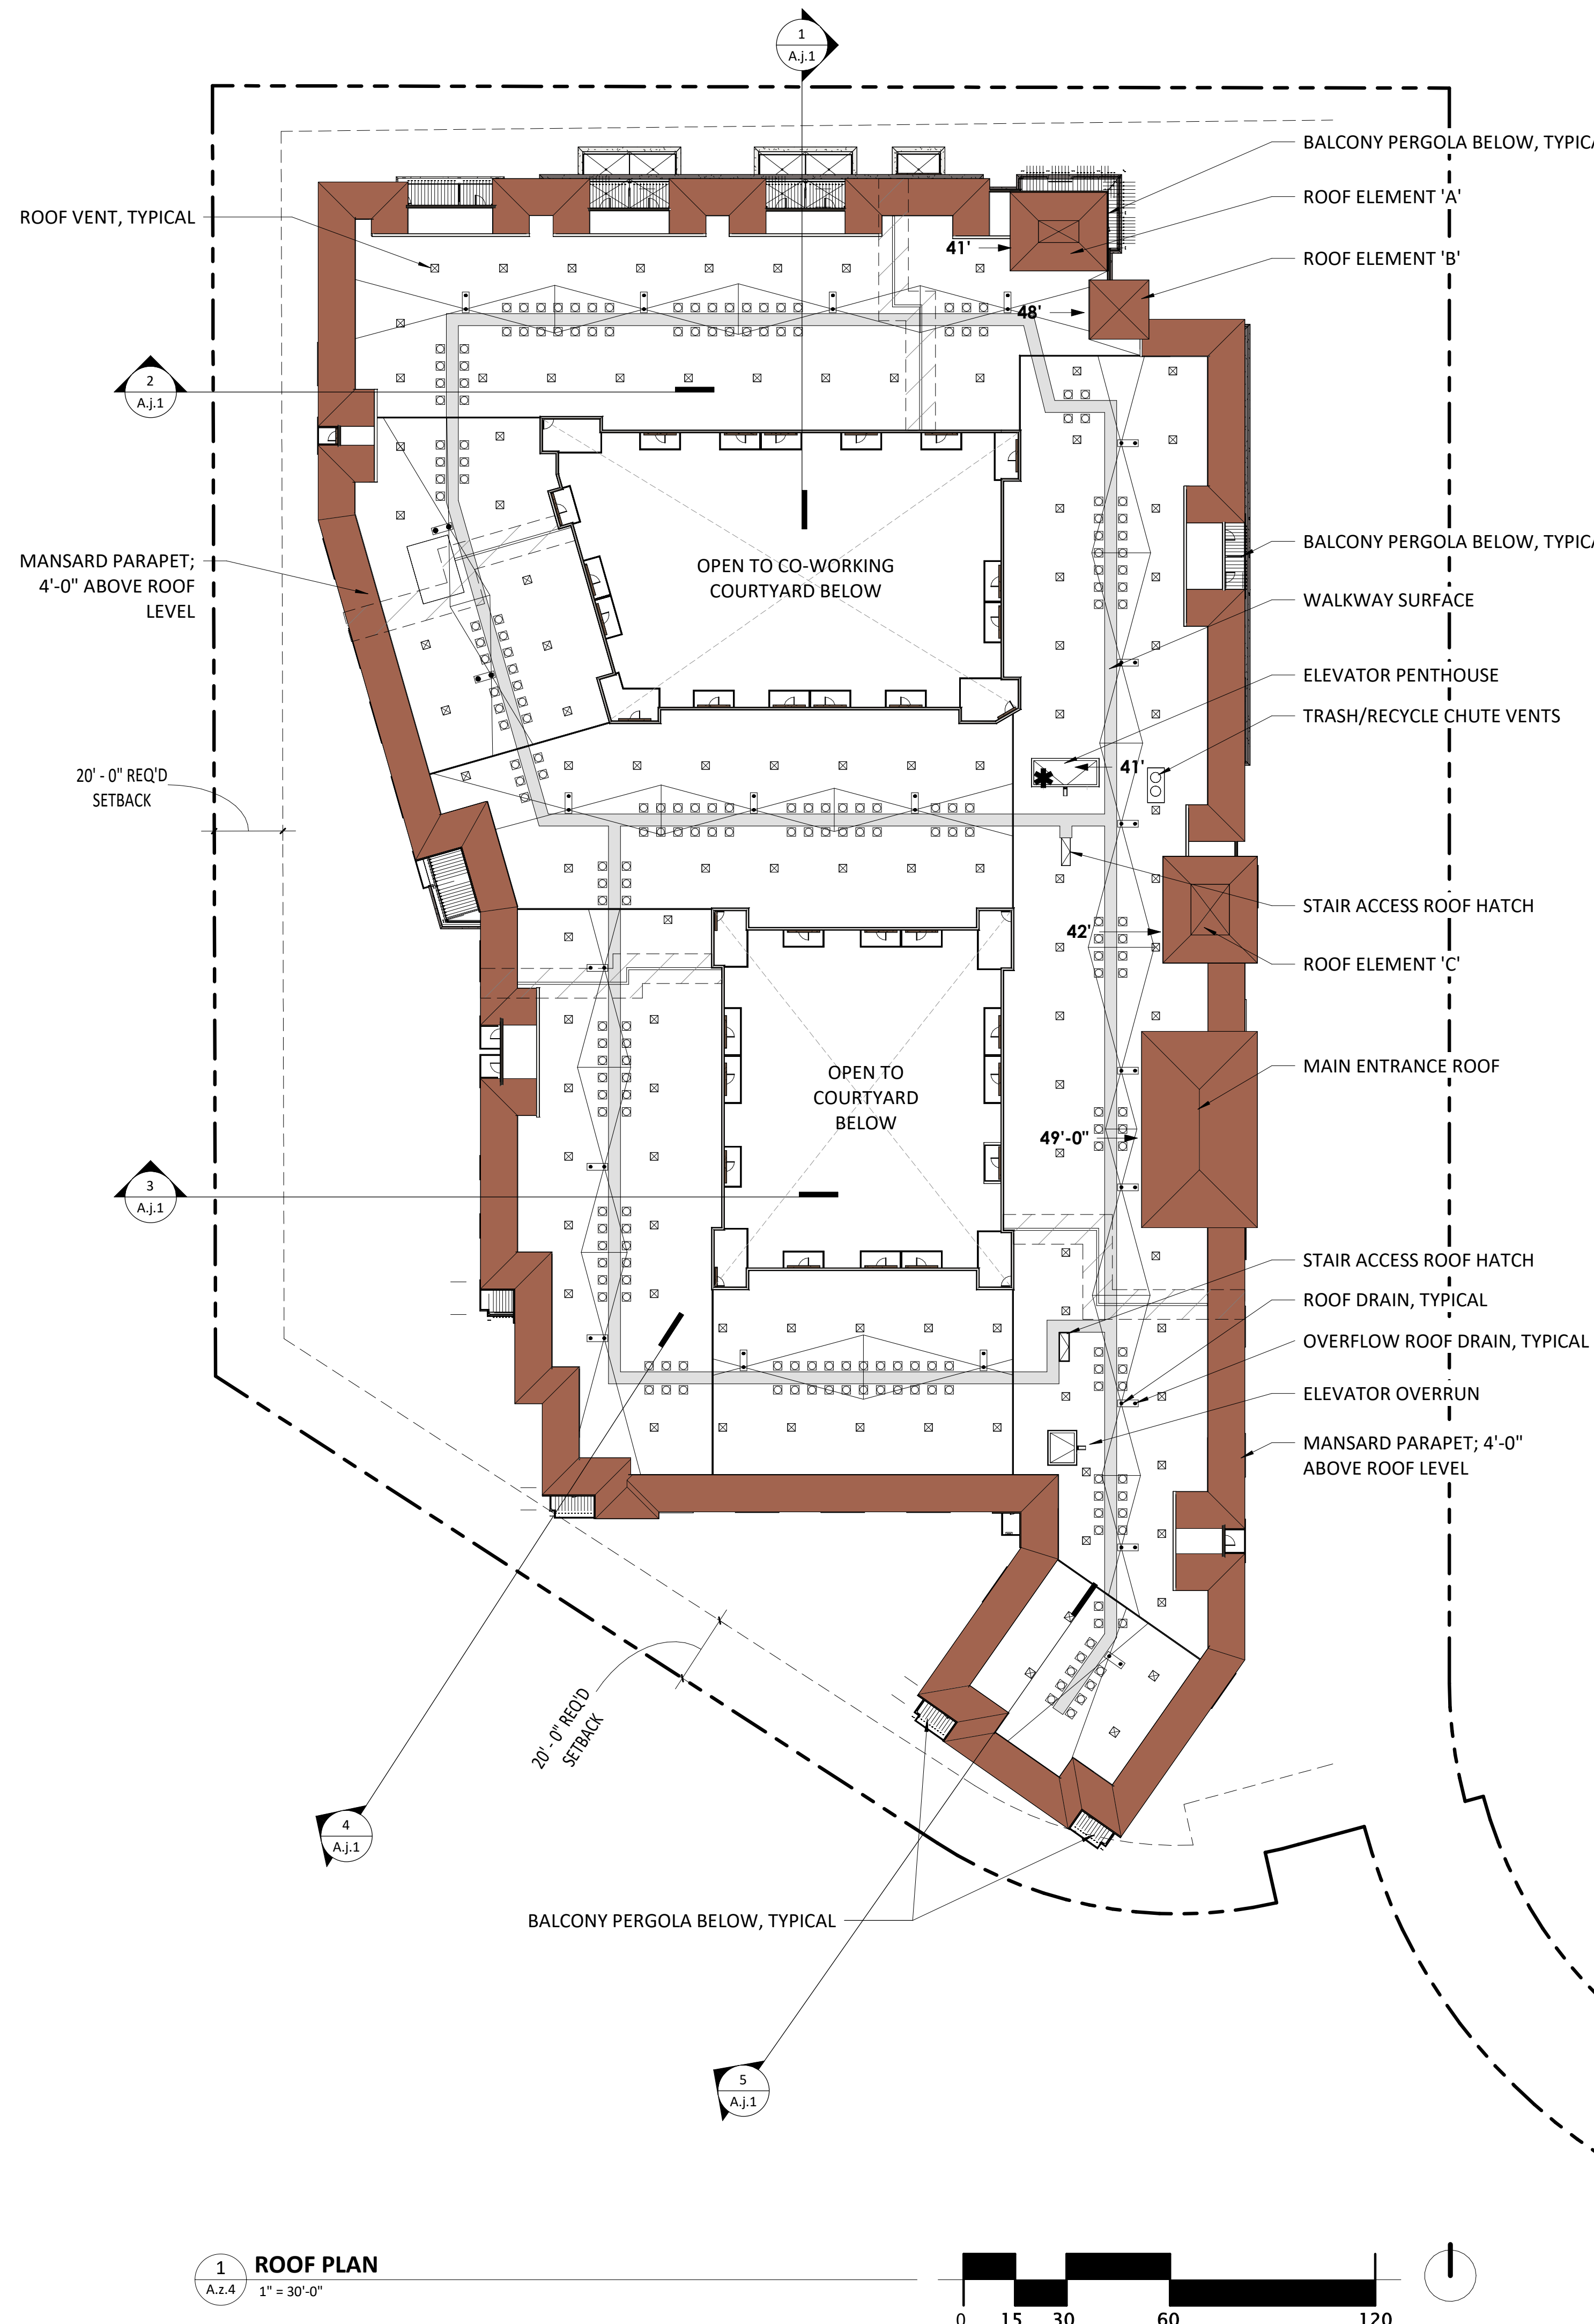 1
A.j.1
BALCONY PERGOLA BELOW, TYPICA
ROOF ELEMENT 'A'
ROOF VENT, TYPICAL
41'
ROOF ELEMENT 'B'
48'
2
A.j.1
BALCONY PERGOLA BELOW, TYPICA
MANSARD PARAPET;
4'-0" ABOVE ROOF
LEVEL
OPEN TO CO-WORKING
COURTYARD BELOW
WALKWAY SURFACE
ELEVATOR PENTHOUSE
TRASH/RECYCLE CHUTE VENTS
41'
20' - 0" REQ'D
SETBACK
STAIR ACCESS ROOF HATCH
42'
ROOF ELEMENT 'C'
OPEN TO
COURTYARD
BELOW
MAIN ENTRANCE ROOF
49'-0"
3
A.j.1
STAIR ACCESS ROOF HATCH
ROOF DRAIN, TYPICAL
OVERFLOW ROOF DRAIN, TYPICAL
ELEVATOR OVERRUN
MANSARD PARAPET; 4'-0"
ABOVE ROOF LEVEL
20' - 0" REQ'D
SETBACK
4
A.j.1
BALCONY PERGOLA BELOW, TYPICAL
5
A.j.1
1
A.z.4
ROOF PLAN
1" = 30'-0"
0 15 30 60 120